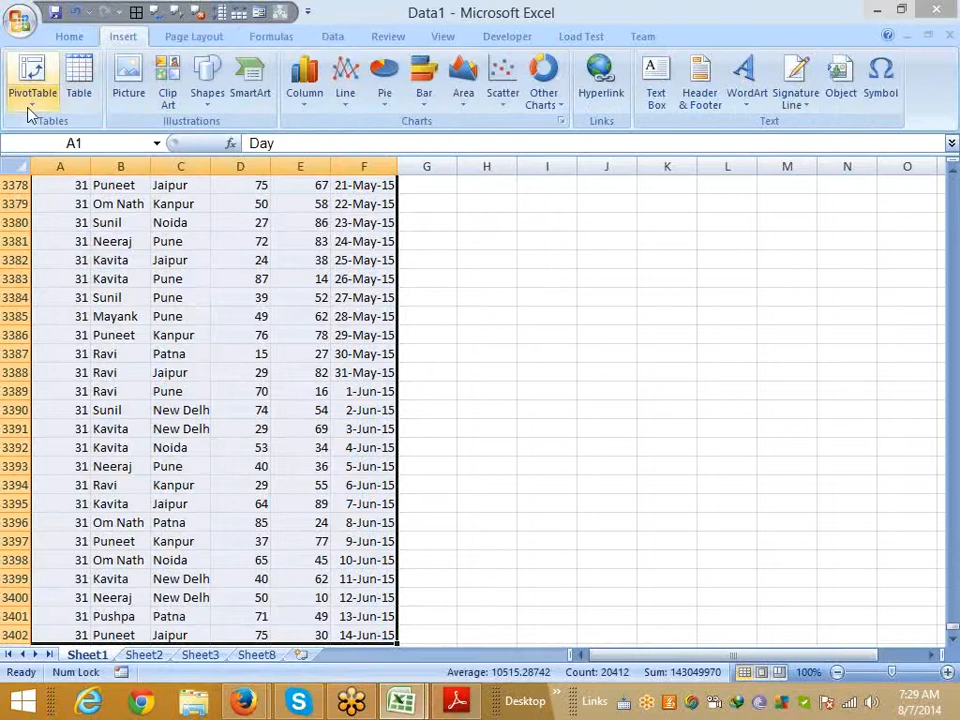 Data1 - Microsoft Excel
Home Insert Page Layout Formulas Data Review View Developer Load Test Team
PivotTable Table Picture Clip Art Shapes SmartArt Column Line Pie Bar Area Scatter Other Charts Hyperlink Text Box Header & Footer WordArt Signature Line Object Symbol
Tables Illustrations Charts Links Text
A1 fx Day
A B C D E F G H I J K L M N O
3378 31 Puneet Jaipur 75 67 21-May-15
3379 31 Om Nath Kanpur 50 58 22-May-15
3380 31 Sunil Noida 27 86 23-May-15
3381 31 Neeraj Pune 72 83 24-May-15
3382 31 Kavita Jaipur 24 38 25-May-15
3383 31 Kavita Pune 87 14 26-May-15
3384 31 Sunil Pune 39 52 27-May-15
3385 31 Mayank Pune 49 62 28-May-15
3386 31 Puneet Kanpur 76 78 29-May-15
3387 31 Ravi Patna 15 27 30-May-15
3388 31 Ravi Jaipur 29 82 31-May-15
3389 31 Ravi Pune 70 16 1-Jun-15
3390 31 Sunil New Delh 74 54 2-Jun-15
3391 31 Kavita New Delh 29 69 3-Jun-15
3392 31 Kavita Noida 53 34 4-Jun-15
3393 31 Neeraj Pune 40 36 5-Jun-15
3394 31 Ravi Kanpur 29 55 6-Jun-15
3395 31 Kavita Jaipur 64 89 7-Jun-15
3396 31 Om Nath Patna 85 24 8-Jun-15
3397 31 Puneet Kanpur 37 77 9-Jun-15
3398 31 Om Nath Noida 65 45 10-Jun-15
3399 31 Kavita New Delh 40 62 11-Jun-15
3400 31 Neeraj New Delh 50 10 12-Jun-15
3401 31 Pushpa Patna 71 49 13-Jun-15
3402 31 Puneet Jaipur 75 30 14-Jun-15
Sheet1 Sheet2 Sheet3 Sheet8
Ready Num Lock Average: 10515.28742 Count: 20412 Sum: 143049970 100%
Desktop Links 7:29 AM
8/7/2014